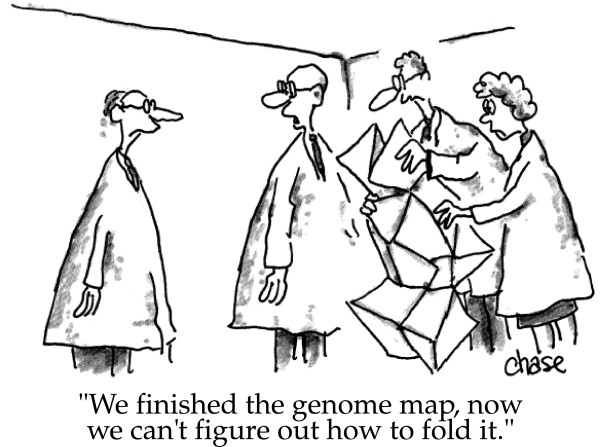 chase
"We finished the genome map, now
we can't figure out how to fold it."